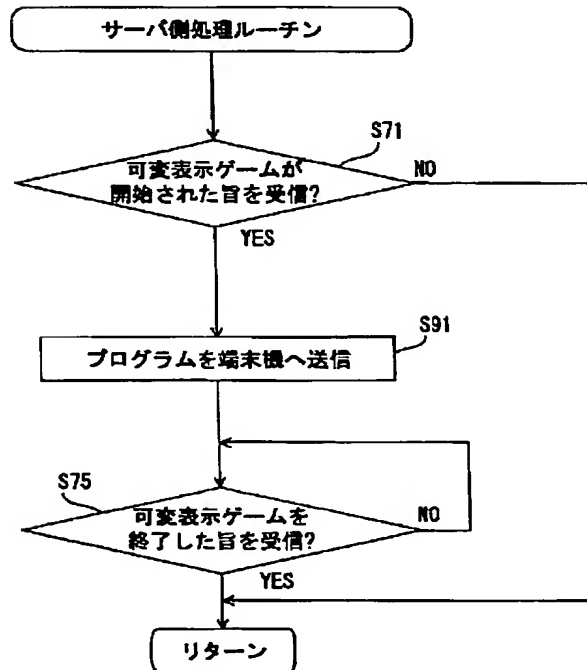 サーバ側処理ルーチン
S71
可変表示ゲームが
開始された旨を受信?
NO
YES
S91
プログラムを端末機へ送信
S75
可変表示ゲームを
終了した旨を受信?
NO
YES
リターン